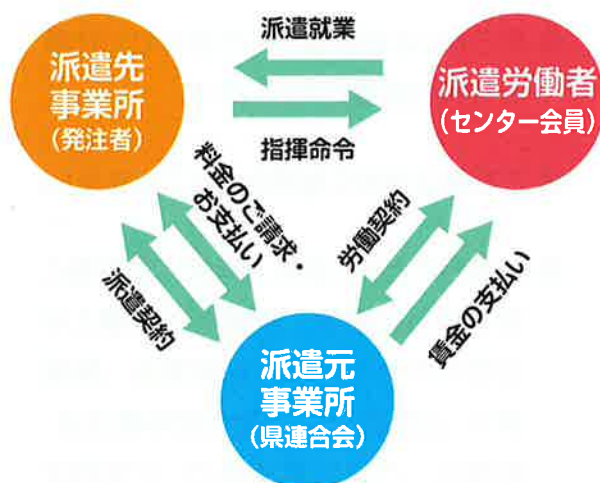 派遣就業
派遣先
事業所
(発注者)
派遣労働者
(センター会員)
指揮命令
料金のご請求・
お支払い
派遣契約
労働契約
賃金の支払い
派遣元
事業所
(県連合会)